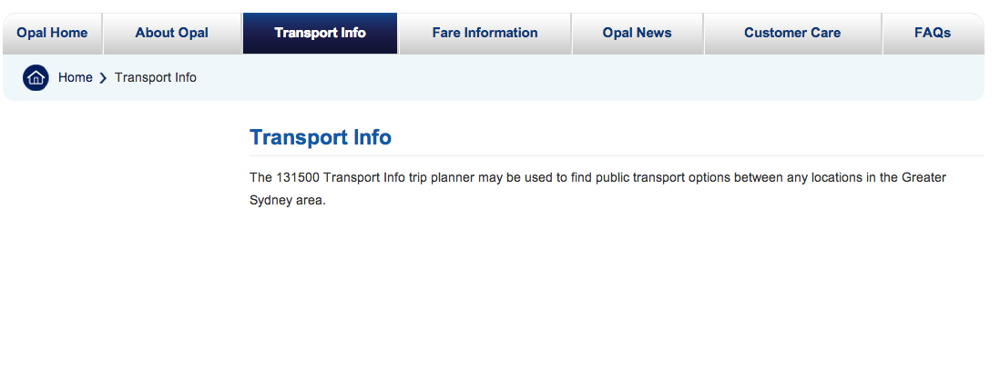 Opal Home About Opal Transport Info Fare Information Opal News Customer Care FAQs
Home ❯ Transport Info
Transport Info
The 131500 Transport Info trip planner may be used to find public transport options between any locations in the Greater
Sydney area.